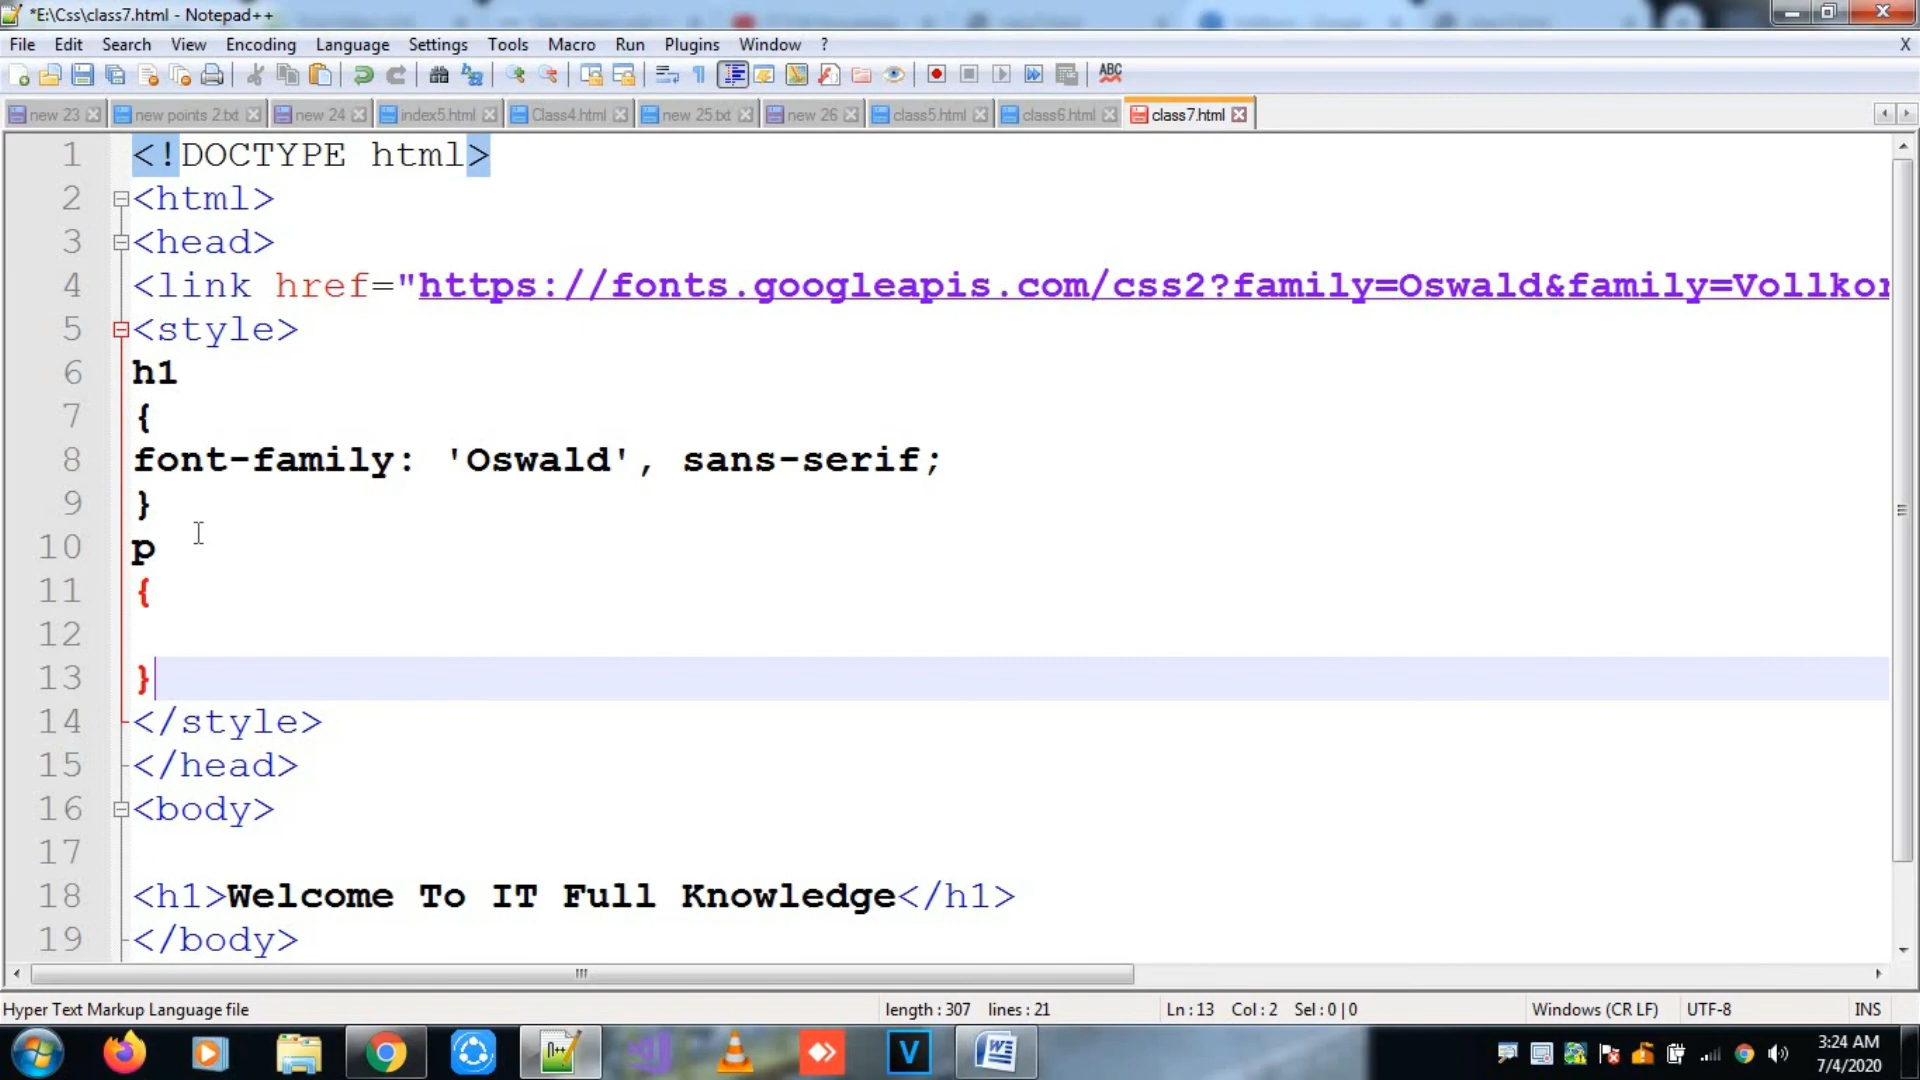 *E:\Css\class7.html - Notepad++
File Edit Search View Encoding Language Settings Tools Macro Run Plugins Window ? X
new 23 new points 2.txt new 24 index5.html Class4.html new 25.txt new 26 class5.html class6.html class7.html
1 <!DOCTYPE html>
2 <html>
3 <head>
4 <link href="https://fonts.googleapis.com/css2?family=Oswald&family=Vollkor
5 <style>
6 h1
7 {
8 font-family: 'Oswald', sans-serif;
9 }
10 p
11 {
12
13 }
14 </style>
15 </head>
16 <body>
17
18 <h1>Welcome To IT Full Knowledge</h1>
19 </body>
Hyper Text Markup Language file length : 307 lines : 21 Ln : 13 Col : 2 Sel : 0 | 0 Windows (CR LF) UTF-8 INS
3:24 AM
7/4/2020